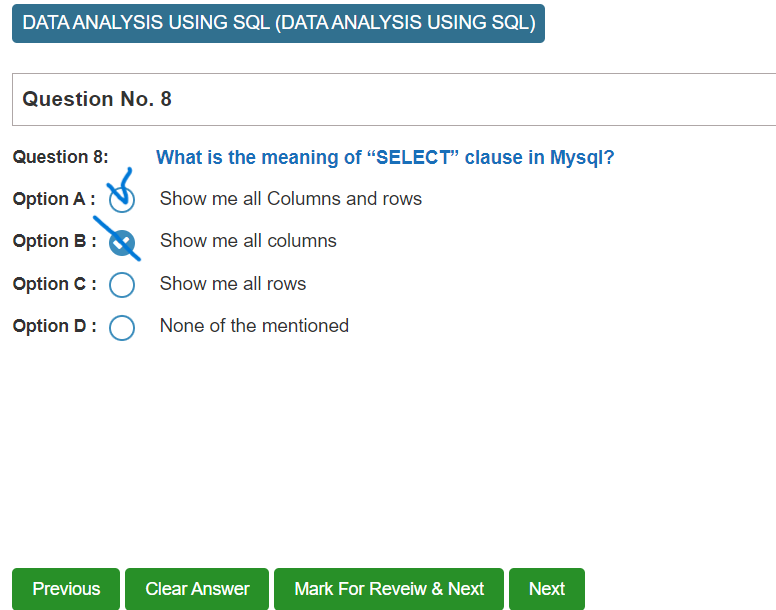 DATA ANALYSIS USING SQL (DATA ANALYSIS USING SQL)
Question No. 8
Question 8: What is the meaning of “SELECT” clause in Mysql?
Option A : Show me all Columns and rows
Option B : Show me all columns
Option C : Show me all rows
Option D : None of the mentioned
Previous Clear Answer Mark For Reveiw & Next Next